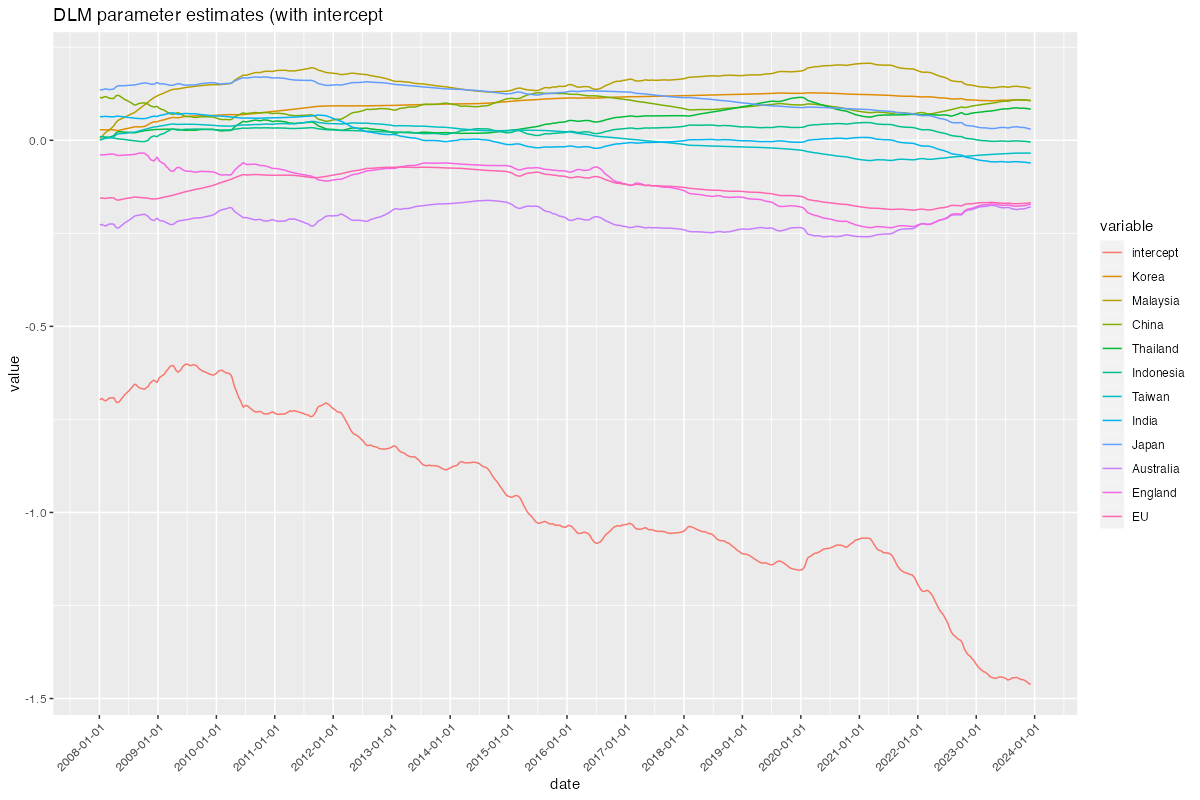 DLM parameter estimates (with intercept
value
0.0
-0.5
-1.0
-1.5
2008-01-01
2009-01-01
2010-01-01
2011-01-01
2012-01-01
2013-01-01
2014-01-01
2015-01-01
2016-01-01
2017-01-01
2018-01-01
2019-01-01
2020-01-01
2021-01-01
2022-01-01
2023-01-01
2024-01-01
date
variable
intercept
Korea
Malaysia
China
Thailand
Indonesia
Taiwan
India
Japan
Australia
England
EU